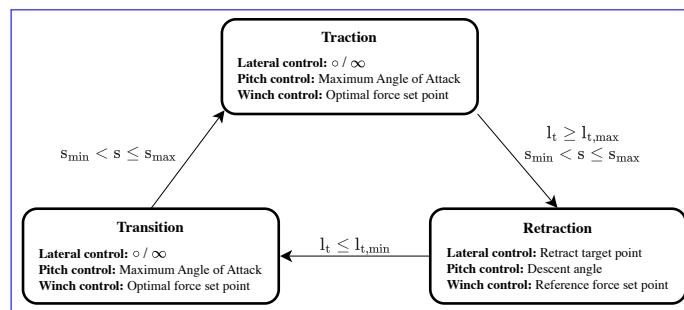 Traction
Lateral control: ○ / ∞
Pitch control: Maximum Angle of Attack
Winch control: Optimal force set point
s_min < s ≤ s_max
l_t ≥ l_t,max
s_min < s ≤ s_max
Transition
Lateral control: ○ / ∞
Pitch control: Maximum Angle of Attack
Winch control: Optimal force set point
l_t ≤ l_t,min
Retraction
Lateral control: Retract target point
Pitch control: Descent angle
Winch control: Reference force set point